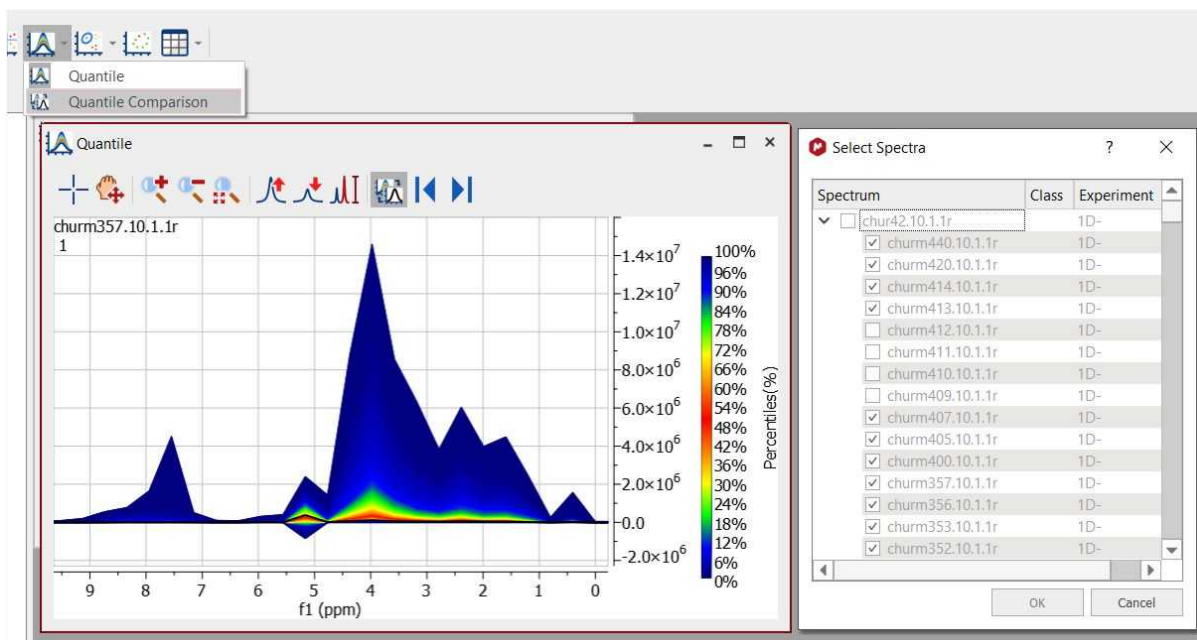 Quantile
Quantile Comparison
Quantile
churm357.10.1.1r
1
1.4×10^7
1.2×10^7
1.0×10^7
8.0×10^6
6.0×10^6
4.0×10^6
2.0×10^6
0.0
-2.0×10^6
100%
96%
90%
84%
78%
72%
66%
60%
54%
48%
42%
36%
30%
24%
18%
12%
6%
0%
Percentiles(%)
9 8 7 6 5 4 3 2 1 0
f1 (ppm)
Select Spectra ? ×
Spectrum Class Experiment
chur42.10.1.1r 1D-
churm440.10.1.1r 1D-
churm420.10.1.1r 1D-
churm414.10.1.1r 1D-
churm413.10.1.1r 1D-
churm412.10.1.1r 1D-
churm411.10.1.1r 1D-
churm410.10.1.1r 1D-
churm409.10.1.1r 1D-
churm407.10.1.1r 1D-
churm405.10.1.1r 1D-
churm400.10.1.1r 1D-
churm357.10.1.1r 1D-
churm356.10.1.1r 1D-
churm353.10.1.1r 1D-
churm352.10.1.1r 1D-
OK Cancel